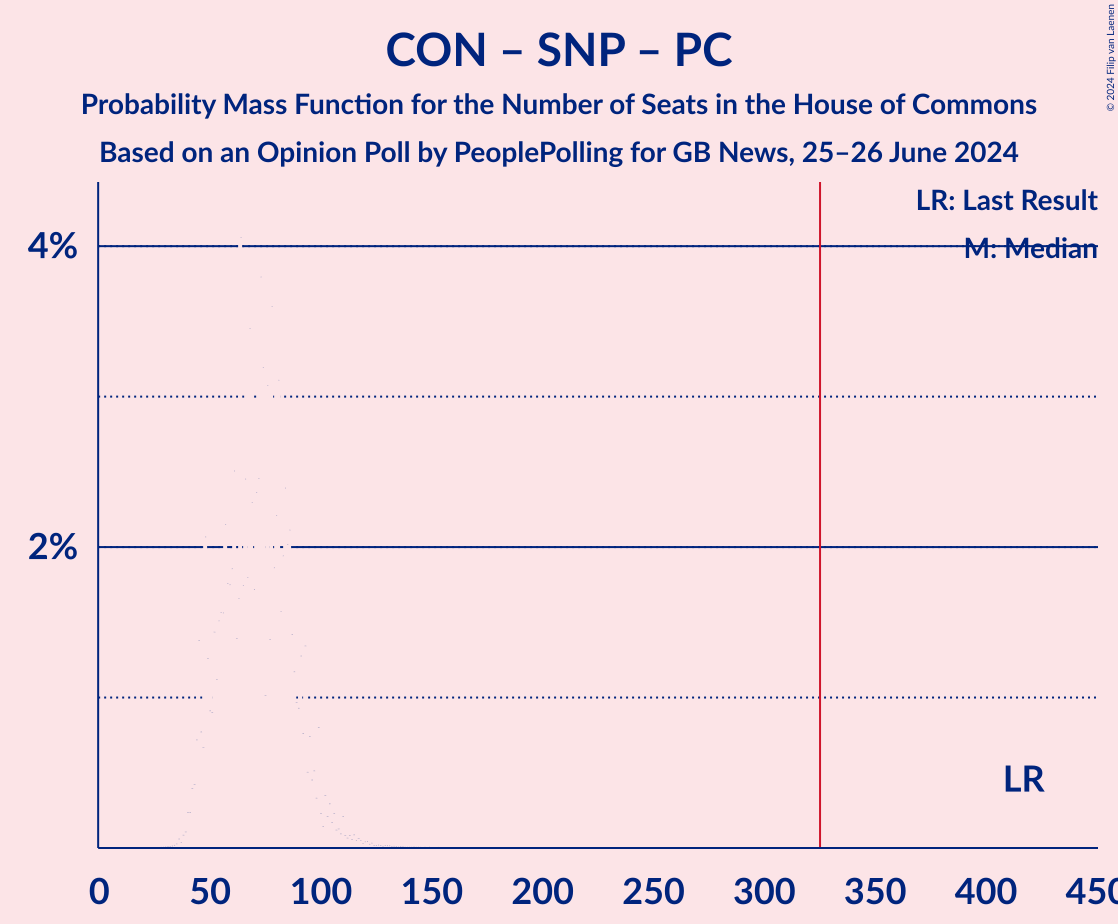 CON – SNP – PC
Probability Mass Function for the Number of Seats in the House of Commons
Based on an Opinion Poll by PeoplePolling for GB News, 25–26 June 2024
© 2024 Filip van Laenen
LR: Last Result
M: Median
4%
2%
LR
0 50 100 150 200 250 300 350 400 450